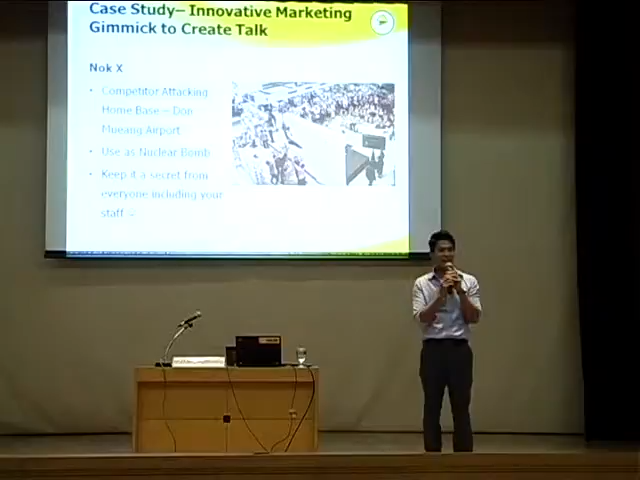 Case Study– Innovative Marketing
Gimmick to Create Talk
Nok X
• Competitor Attacking
Home Base – Don
Mueang Airport
• Use as Nuclear Bomb
• Keep it a secret from
everyone including your
staff ☺